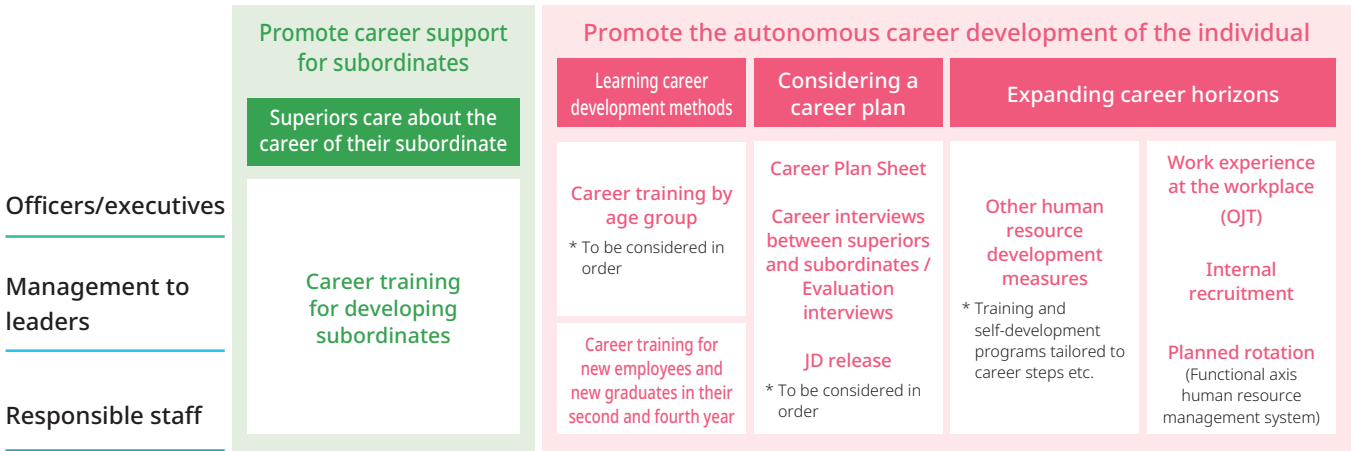 Promote career support
for subordinates
Superiors care about the
career of their subordinate
Officers/executives
Management to
leaders
Responsible staff
Career training
for developing
subordinates
Promote the autonomous career development of the individual
Learning career
development methods
Considering a
career plan
Expanding career horizons
Career training by
age group
* To be considered in
order
Career training for
new employees and
new graduates in their
second and fourth year
Career Plan Sheet
Career interviews
between superiors
and subordinates /
Evaluation
interviews
JD release
* To be considered in
order
Other human
resource
development
measures
* Training and
self-development
programs tailored to
career steps etc.
Work experience
at the workplace
(OJT)
Internal
recruitment
Planned rotation
(Functional axis
human resource
management system)